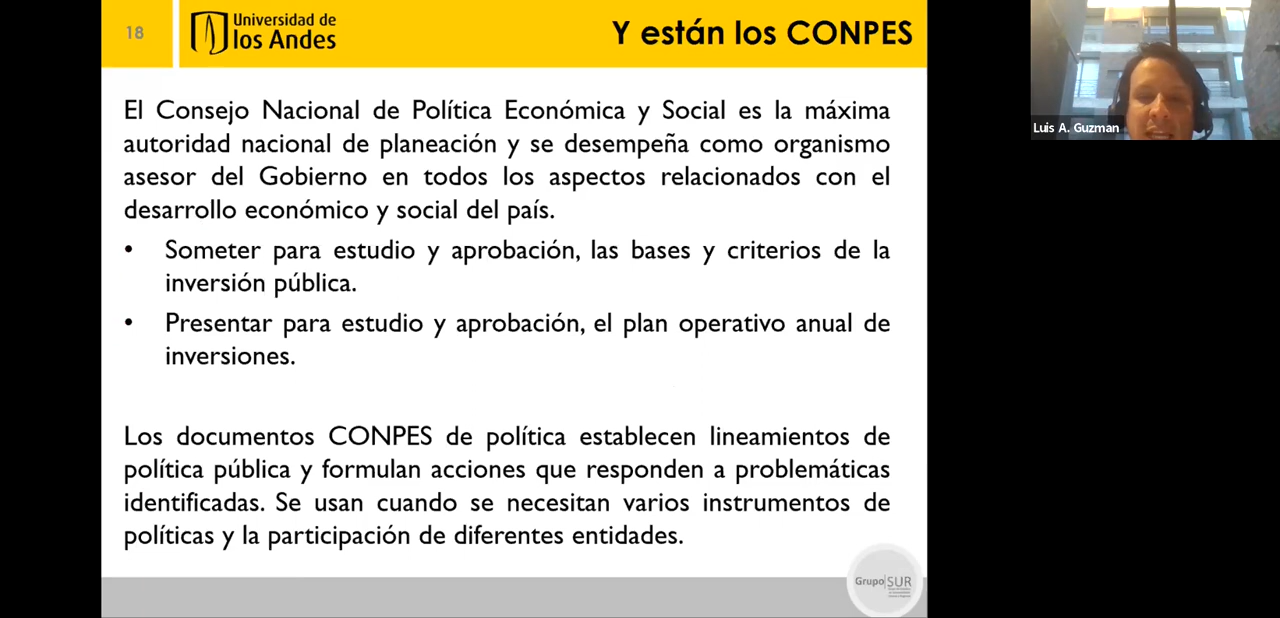 18
Universidad de
los Andes
Y están los CONPES
El Consejo Nacional de Política Económica y Social es la máxima
autoridad nacional de planeación y se desempeña como organismo
asesor del Gobierno en todos los aspectos relacionados con el
desarrollo económico y social del país.
• Someter para estudio y aprobación, las bases y criterios de la
inversión pública.
• Presentar para estudio y aprobación, el plan operativo anual de
inversiones.
Los documentos CONPES de política establecen lineamientos de
política pública y formulan acciones que responden a problemáticas
identificadas. Se usan cuando se necesitan varios instrumentos de
políticas y la participación de diferentes entidades.
Grupo|SUR
Luis A. Guzman